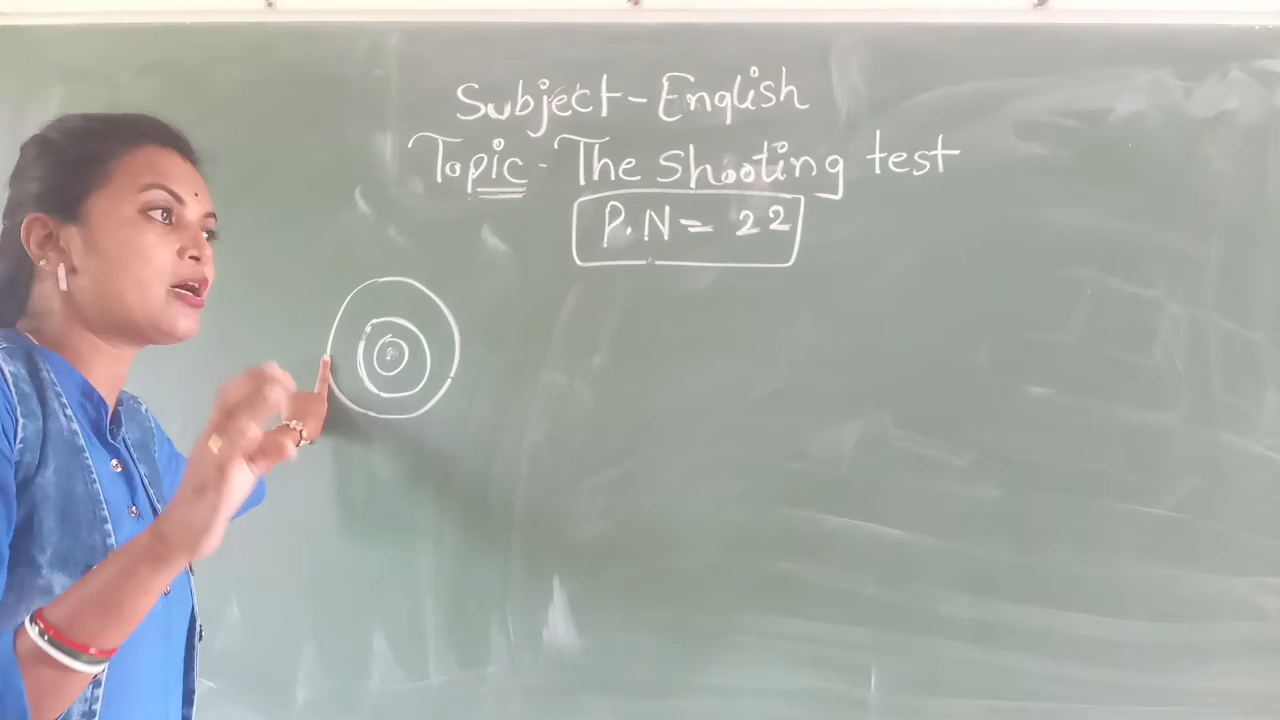 Subject - English
Topic - The Shooting test
P.N = 22